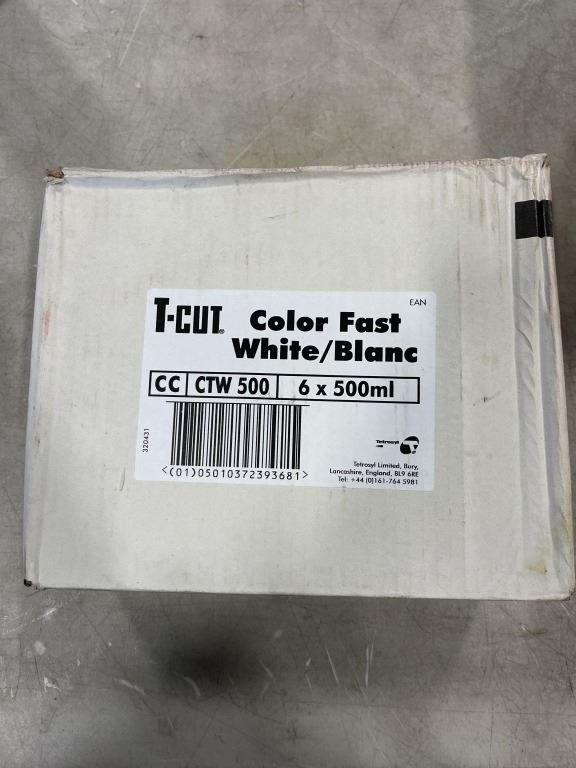 EAN
T-CUT® Color Fast
White/Blanc
CC CTW 500 6 x 500ml
320431
<(01)05010372393681>
Tetrosyl
Tetrosyl Limited, Bury,
Lancashire, England, BL9 6RE
Tel: +44 (0)161-764 5981